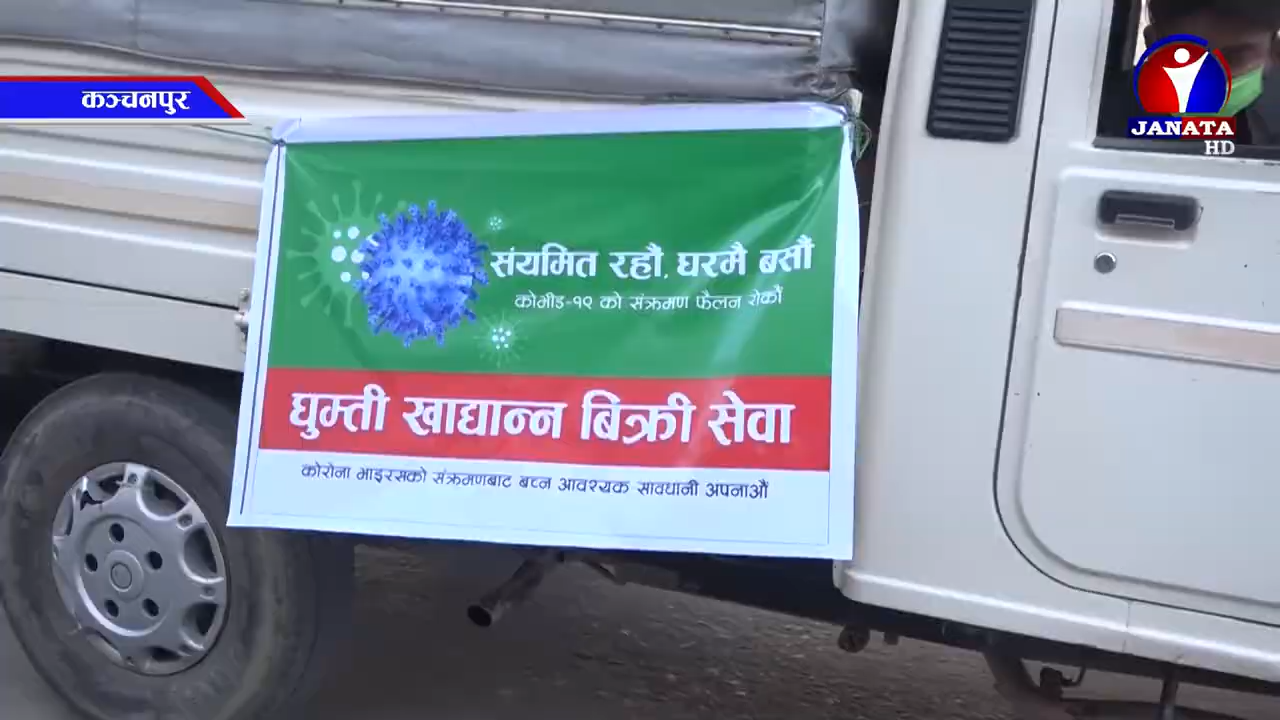 कञ्चनपुर
JANATA
HD
संयमित रहौं, घरमै बसौं
कोभीड-१९ को संक्रमण फैलन रोकौं
घुम्ती खाद्यान्न बिक्री सेवा
कोरोना भाइरसको संक्रमणबाट बच्न आवश्यक सावधानी अपनाऔं